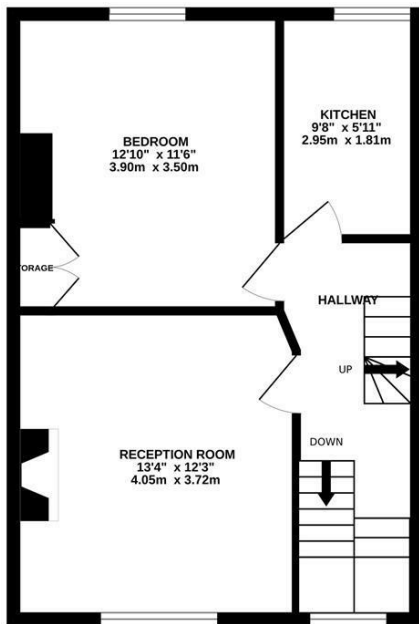 KITCHEN
9'8" x 5'11"
2.95m x 1.81m
BEDROOM
12'10" x 11'6"
3.90m x 3.50m
ORAGE
HALLWAY
UP
DOWN
RECEPTION ROOM
13'4" x 12'3"
4.05m x 3.72m